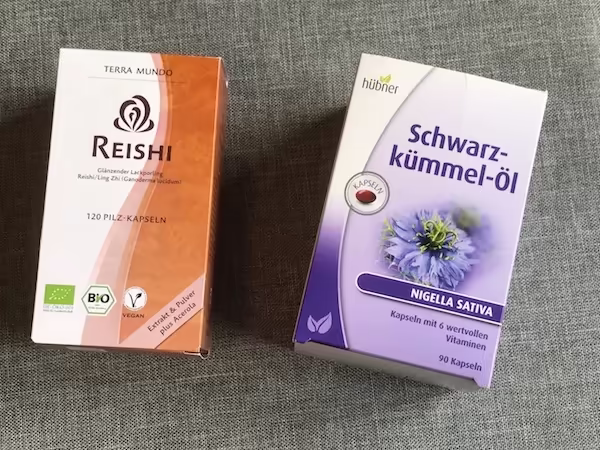 TERRA MUNDO
REISHI
Glänzender Lackporling
Reishi/Ling Zhi (Ganoderma lucidum)
120 PILZ-KAPSELN
BIO
VEGAN
Extrakt & Pulver
plus Acerola
hübner
Schwarz-
kümmel-Öl
KAPSELN
NIGELLA SATIVA
Kapseln mit 6 wertvollen
Vitaminen
90 Kapseln